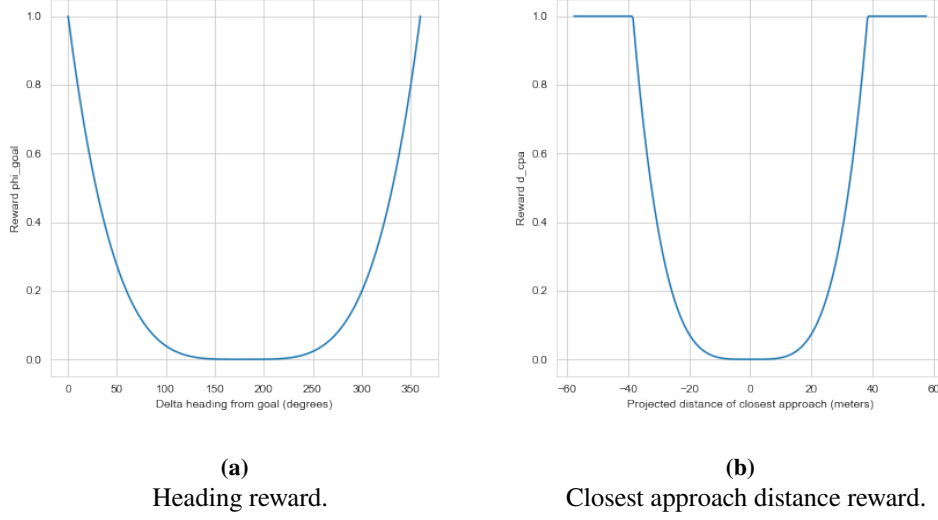 1.0
0.8
0.6
0.4
0.2
0.0
Reward phi_goal
0 50 100 150 200 250 300 350
Delta heading from goal (degrees)
(a)
Heading reward.
1.0
0.8
0.6
0.4
0.2
0.0
Reward d_cpa
−60 −40 −20 0 20 40 60
Projected distance of closest approach (meters)
(b)
Closest approach distance reward.